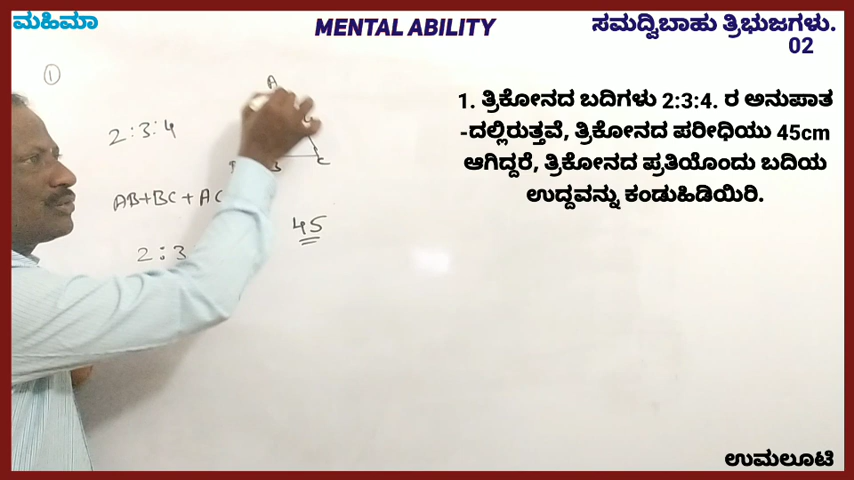 ಮಹಿಮಾ
MENTAL ABILITY
ಸಮದ್ವಿಬಾಹು ತ್ರಿಭುಜಗಳು.
02
1. ತ್ರಿಕೋನದ ಬದಿಗಳು 2:3:4. ರ ಅನುಪಾತ
-ದಲ್ಲಿರುತ್ತವೆ, ತ್ರಿಕೋನದ ಪರೀಧಿಯು 45cm
ಆಗಿದ್ದರೆ, ತ್ರಿಕೋನದ ಪ್ರತಿಯೊಂದು ಬದಿಯ
ಉದ್ದವನ್ನು ಕಂಡುಹಿಡಿಯಿರಿ.
1
A
2:3:4
C
AB+BC+AC
45
2:3
ಉಮಲೂಟಿ